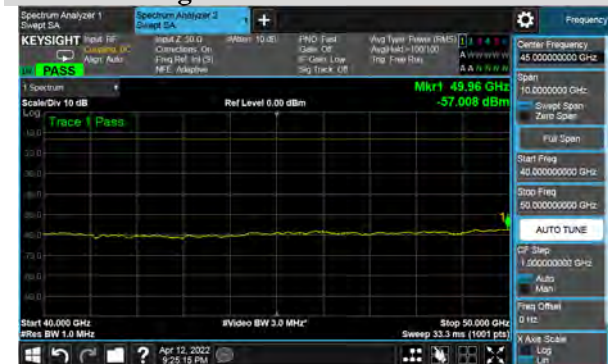 Spectrum Analyzer 1
Swept SA
Spectrum Analyzer 2
Swept SA
Frequency
KEYSIGHT
Input: RF
Coupling: DC
Align: Auto
Input Z: 50 Ω
Corrections: On
Freq Ref: Int (S)
NFE: Adaptive
#Atten: 10 dB
PNO: Fast
Gate: Off
IF Gain: Low
Sig Track: Off
Avg Type: Power (RMS)
Avg|Hold:>100/100
Trig: Free Run
PASS
1 Spectrum
Mkr1 49.96 GHz
-57.008 dBm
Scale/Div 10 dB
Ref Level 0.00 dBm
Log
Trace 1 Pass
Start 40.000 GHz
#Res BW 1.0 MHz
#Video BW 3.0 MHz*
Stop 50.000 GHz
Sweep 33.3 ms (1001 pts)
Center Frequency
45.000000000 GHz
Span
10.0000000 GHz
Swept Span
Zero Span
Full Span
Start Freq
40.000000000 GHz
Stop Freq
50.000000000 GHz
AUTO TUNE
CF Step
1.000000000 GHz
Auto
Man
Freq Offset
0 Hz
X Axis Scale
Log
Lin
Apr 12, 2022
9:25:15 PM